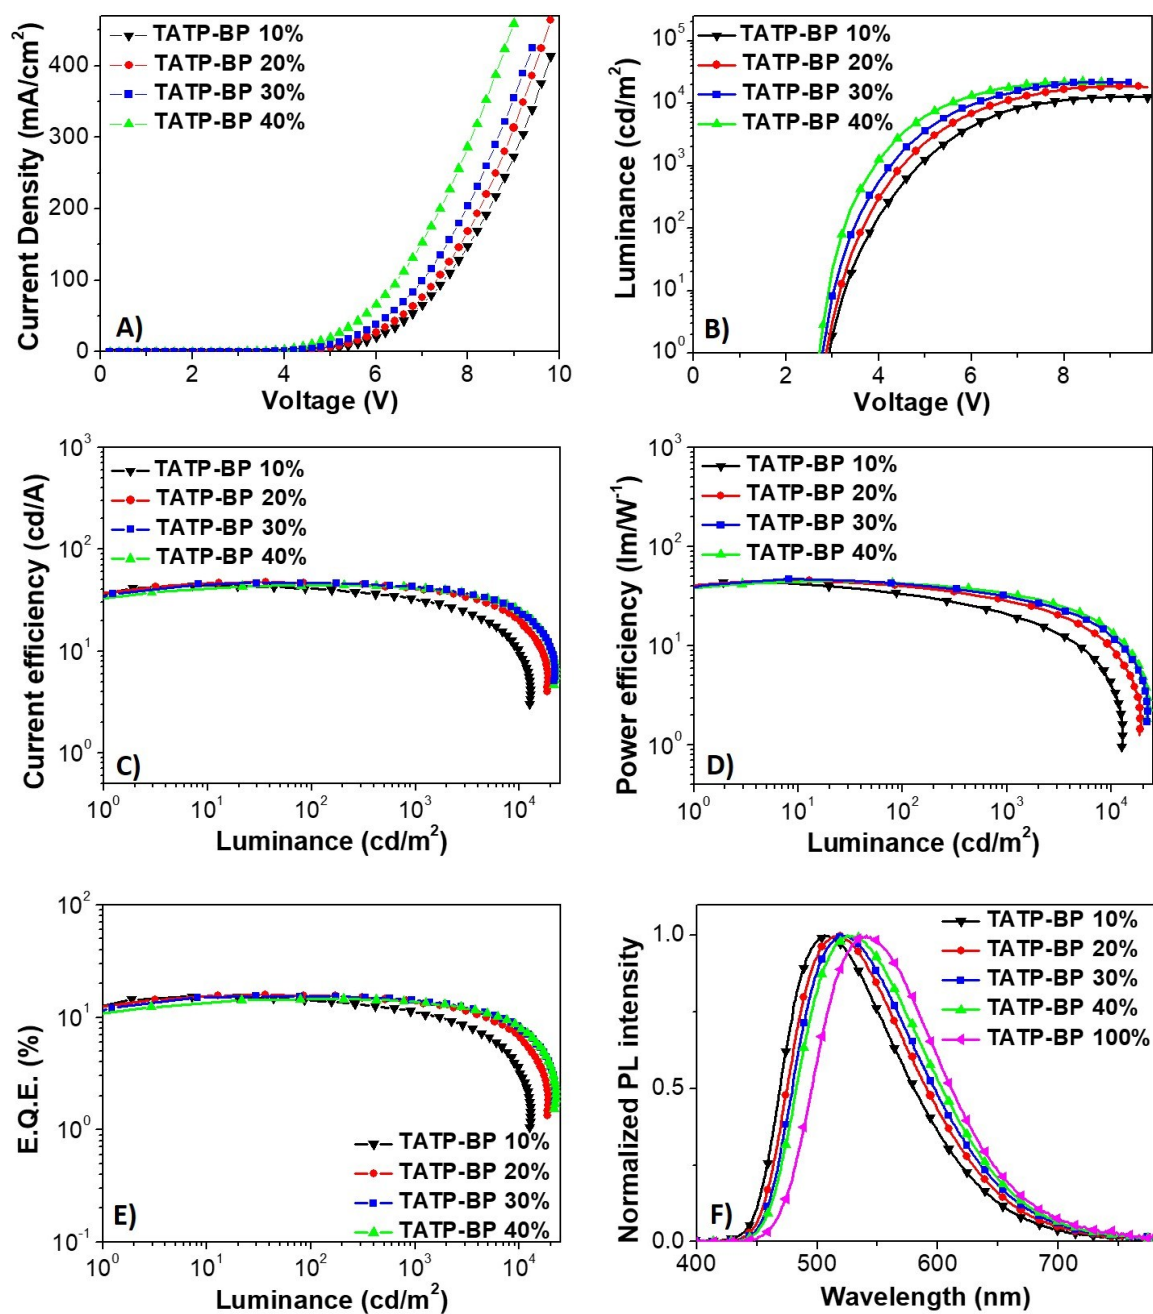 TATP-BP 10%
TATP-BP 20%
TATP-BP 30%
TATP-BP 40%
Current Density (mA/cm²)
400
300
200
100
0
A)
0 2 4 6 8 10
Voltage (V)
TATP-BP 10%
TATP-BP 20%
TATP-BP 30%
TATP-BP 40%
Luminance (cd/m²)
10⁵
10⁴
10³
10²
10¹
10⁰
B)
0 2 4 6 8
Voltage (V)
TATP-BP 10%
TATP-BP 20%
TATP-BP 30%
TATP-BP 40%
Current efficiency (cd/A)
10³
10²
10¹
10⁰
C)
10⁰ 10¹ 10² 10³ 10⁴
Luminance (cd/m²)
TATP-BP 10%
TATP-BP 20%
TATP-BP 30%
TATP-BP 40%
Power efficiency (lm/W⁻¹)
10³
10²
10¹
10⁰
D)
10⁰ 10¹ 10² 10³ 10⁴
Luminance (cd/m²)
E.Q.E. (%)
10²
10¹
10⁰
10⁻¹
TATP-BP 10%
TATP-BP 20%
TATP-BP 30%
TATP-BP 40%
E)
10⁰ 10¹ 10² 10³ 10⁴
Luminance (cd/m²)
TATP-BP 10%
TATP-BP 20%
TATP-BP 30%
TATP-BP 40%
TATP-BP 100%
Normalized PL intensity
1.0
0.5
0.0
F)
400 500 600 700
Wavelength (nm)